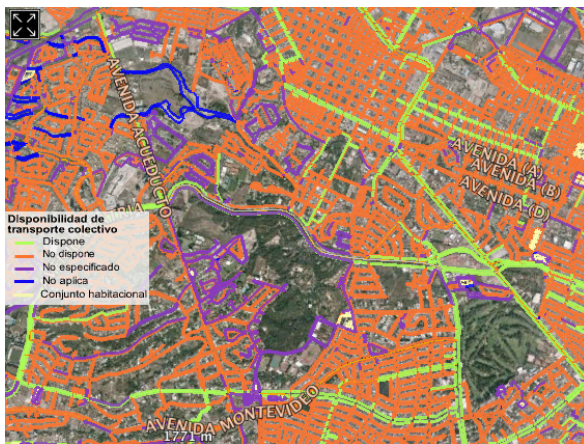 AVENIDA ACUEDUCTO
AVENIDA (A)
AVENIDA (B)
AVENIDA (D)
Disponibilidad de
transporte colectivo
Dispone
No dispone
No especificado
No aplica
Conjunto habitacional
AVENIDA MONTEVIDEO
1771 m